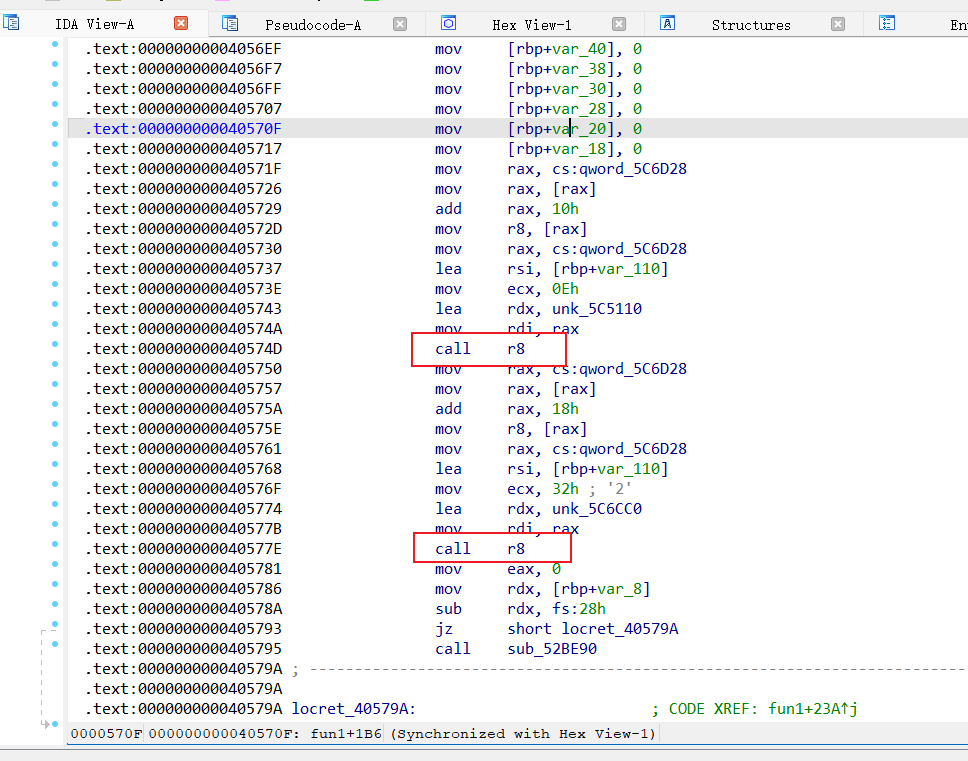 IDA View-A Pseudocode-A Hex View-1 Structures En
.text:00000000004056EF mov [rbp+var_40], 0
.text:00000000004056F7 mov [rbp+var_38], 0
.text:00000000004056FF mov [rbp+var_30], 0
.text:0000000000405707 mov [rbp+var_28], 0
.text:000000000040570F mov [rbp+var_20], 0
.text:0000000000405717 mov [rbp+var_18], 0
.text:000000000040571F mov rax, cs:qword_5C6D28
.text:0000000000405726 mov rax, [rax]
.text:0000000000405729 add rax, 10h
.text:000000000040572D mov r8, [rax]
.text:0000000000405730 mov rax, cs:qword_5C6D28
.text:0000000000405737 lea rsi, [rbp+var_110]
.text:000000000040573E mov ecx, 0Eh
.text:0000000000405743 lea rdx, unk_5C5110
.text:000000000040574A mov rdi, rax
.text:000000000040574D call r8
.text:0000000000405750 mov rax, cs:qword_5C6D28
.text:0000000000405757 mov rax, [rax]
.text:000000000040575A add rax, 18h
.text:000000000040575E mov r8, [rax]
.text:0000000000405761 mov rax, cs:qword_5C6D28
.text:0000000000405768 lea rsi, [rbp+var_110]
.text:000000000040576F mov ecx, 32h ; '2'
.text:0000000000405774 lea rdx, unk_5C6CC0
.text:000000000040577B mov rdi, rax
.text:000000000040577E call r8
.text:0000000000405781 mov eax, 0
.text:0000000000405786 mov rdx, [rbp+var_8]
.text:000000000040578A sub rdx, fs:28h
.text:0000000000405793 jz short locret_40579A
.text:0000000000405795 call sub_52BE90
.text:000000000040579A ; ---------------------------------------------------------------------------
.text:000000000040579A
.text:000000000040579A locret_40579A: ; CODE XREF: fun1+23A↑j
0000570F 000000000040570F: fun1+1B6 (Synchronized with Hex View-1)